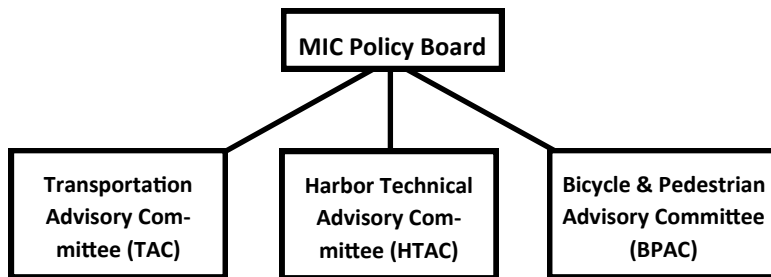 MIC Policy Board
Transportation
Advisory Com-
mittee (TAC)
Harbor Technical
Advisory Com-
mittee (HTAC)
Bicycle & Pedestrian
Advisory Committee
(BPAC)